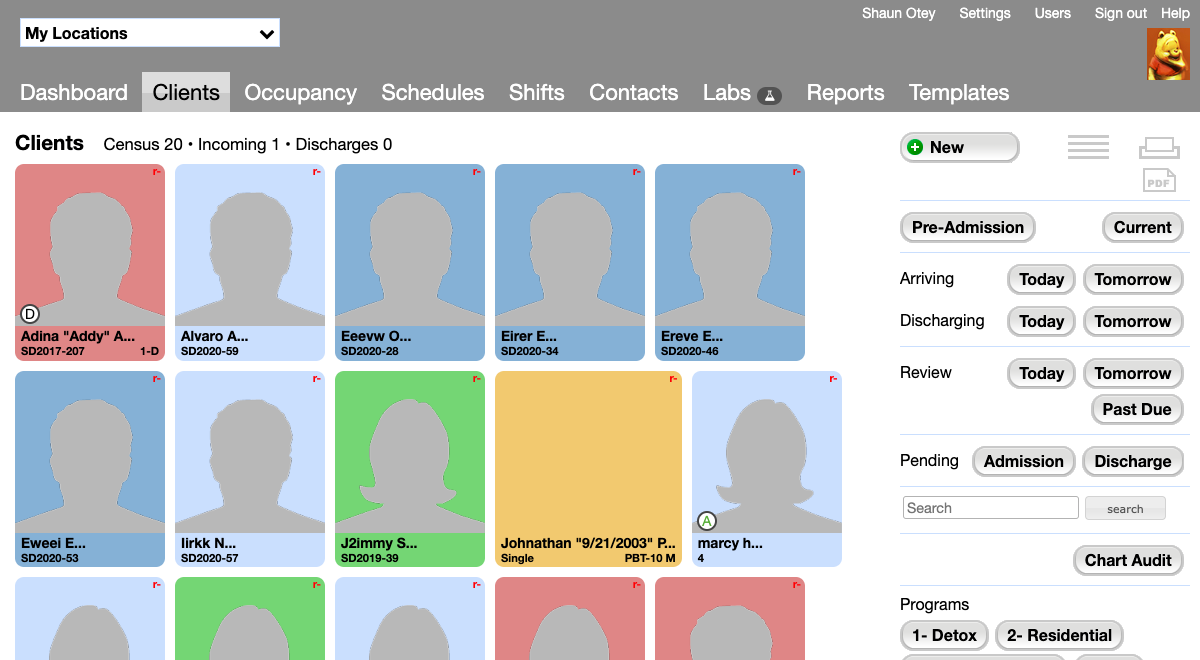 Shaun Otey Settings Users Sign out Help
My Locations
Dashboard Clients Occupancy Schedules Shifts Contacts Labs Reports Templates
Clients Census 20 • Incoming 1 • Discharges 0
r- r- r- r- r-
D
Adina "Addy" A... Alvaro A... Eeevw O... Eirer E... Ereve E...
SD2017-207 1-D SD2020-59 SD2020-28 SD2020-34 SD2020-46
r- r- r- r- r-
A
Eweei E... Iirkk N... J2immy S... Johnathan "9/21/2003" P... marcy h...
SD2020-53 SD2020-57 SD2019-39 Single PBT-10 M 4
r- r- r- r- r-
New
PDF
Pre-Admission Current
Arriving Today Tomorrow
Discharging Today Tomorrow
Review Today Tomorrow
Past Due
Pending Admission Discharge
Search search
Chart Audit
Programs
1- Detox 2- Residential